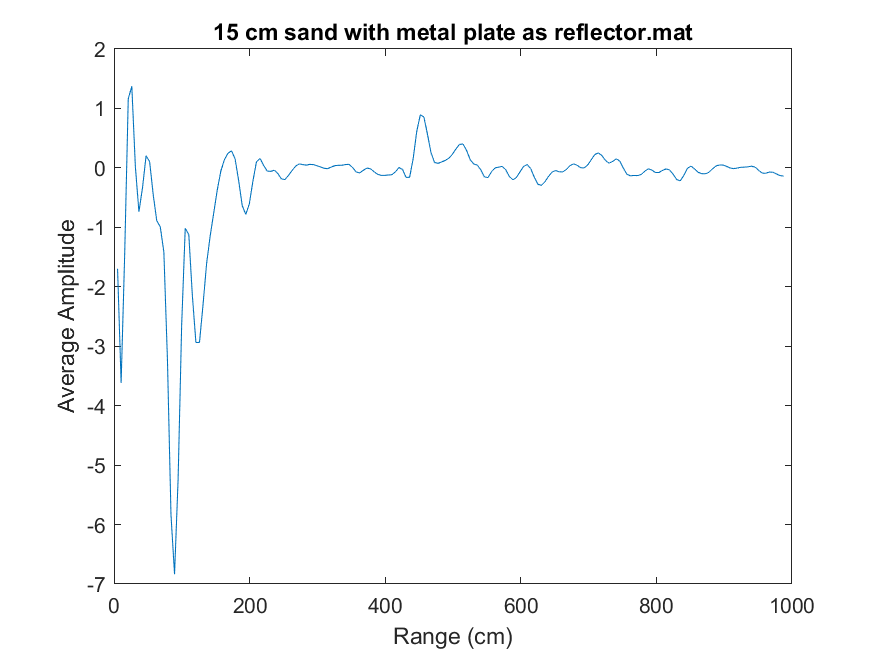 15 cm sand with metal plate as reflector.mat
2
1
0
-1
-2
-3
-4
-5
-6
-7
Average Amplitude
0 200 400 600 800 1000
Range (cm)